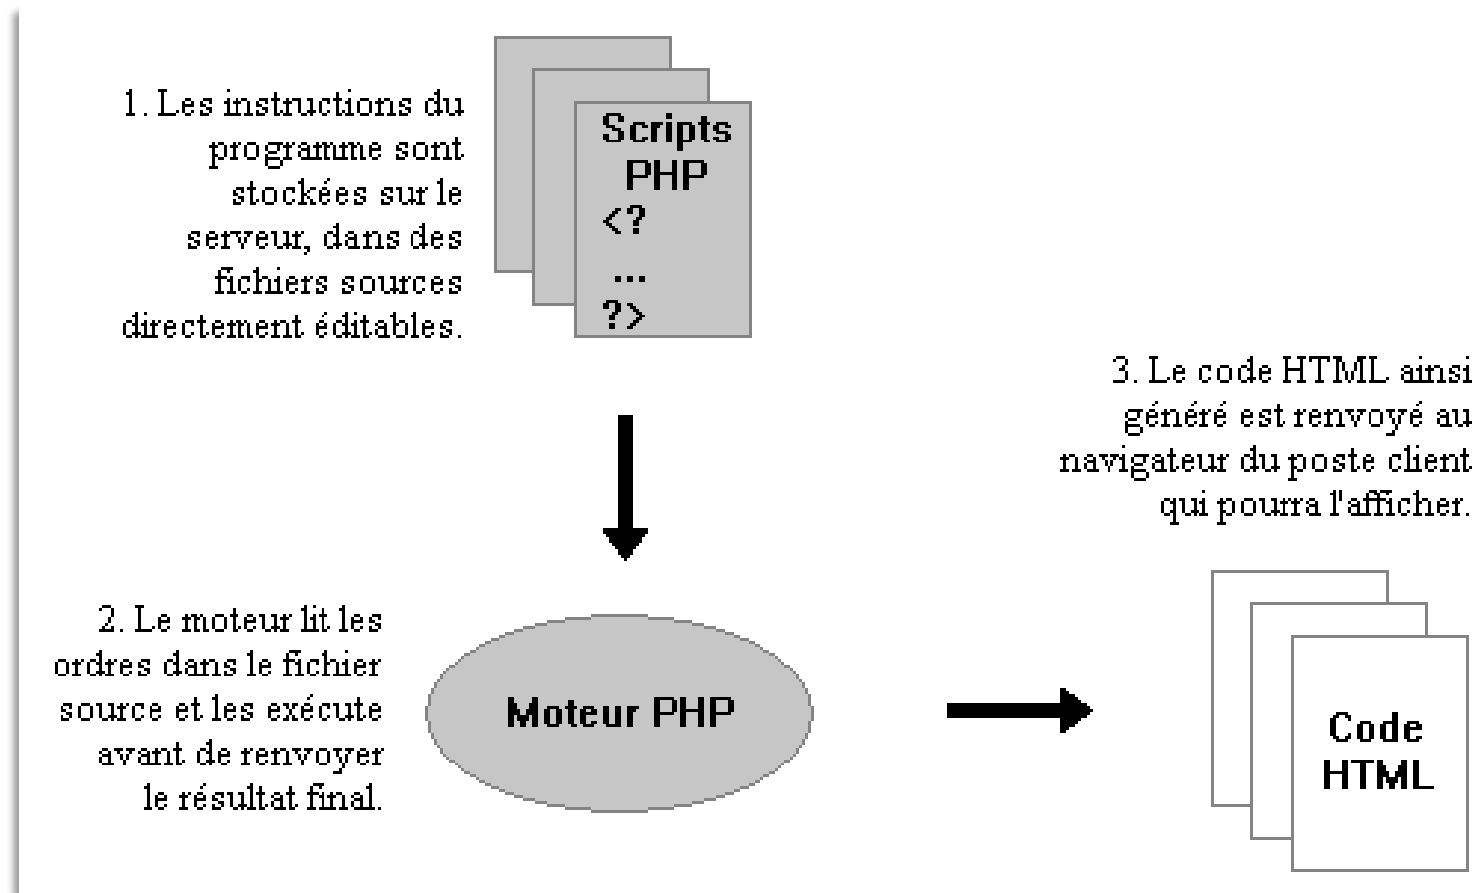 1. Les instructions du
programme sont
stockées sur le
serveur, dans des
fichiers sources
directement éditables.
Scripts
PHP
<?
...
?>
2. Le moteur lit les
ordres dans le fichier
source et les exécute
avant de renvoyer
le résultat final.
Moteur PHP
3. Le code HTML ainsi
généré est renvoyé au
navigateur du poste client
qui pourra l'afficher.
Code
HTML